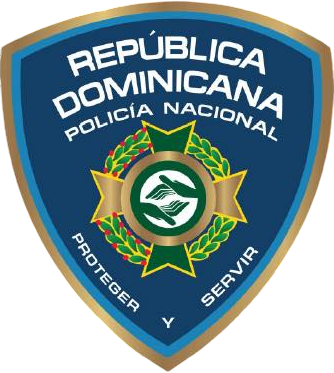 REPÚBLICA
DOMINICANA
POLICÍA NACIONAL
PROTEGER
Y
SERVIR